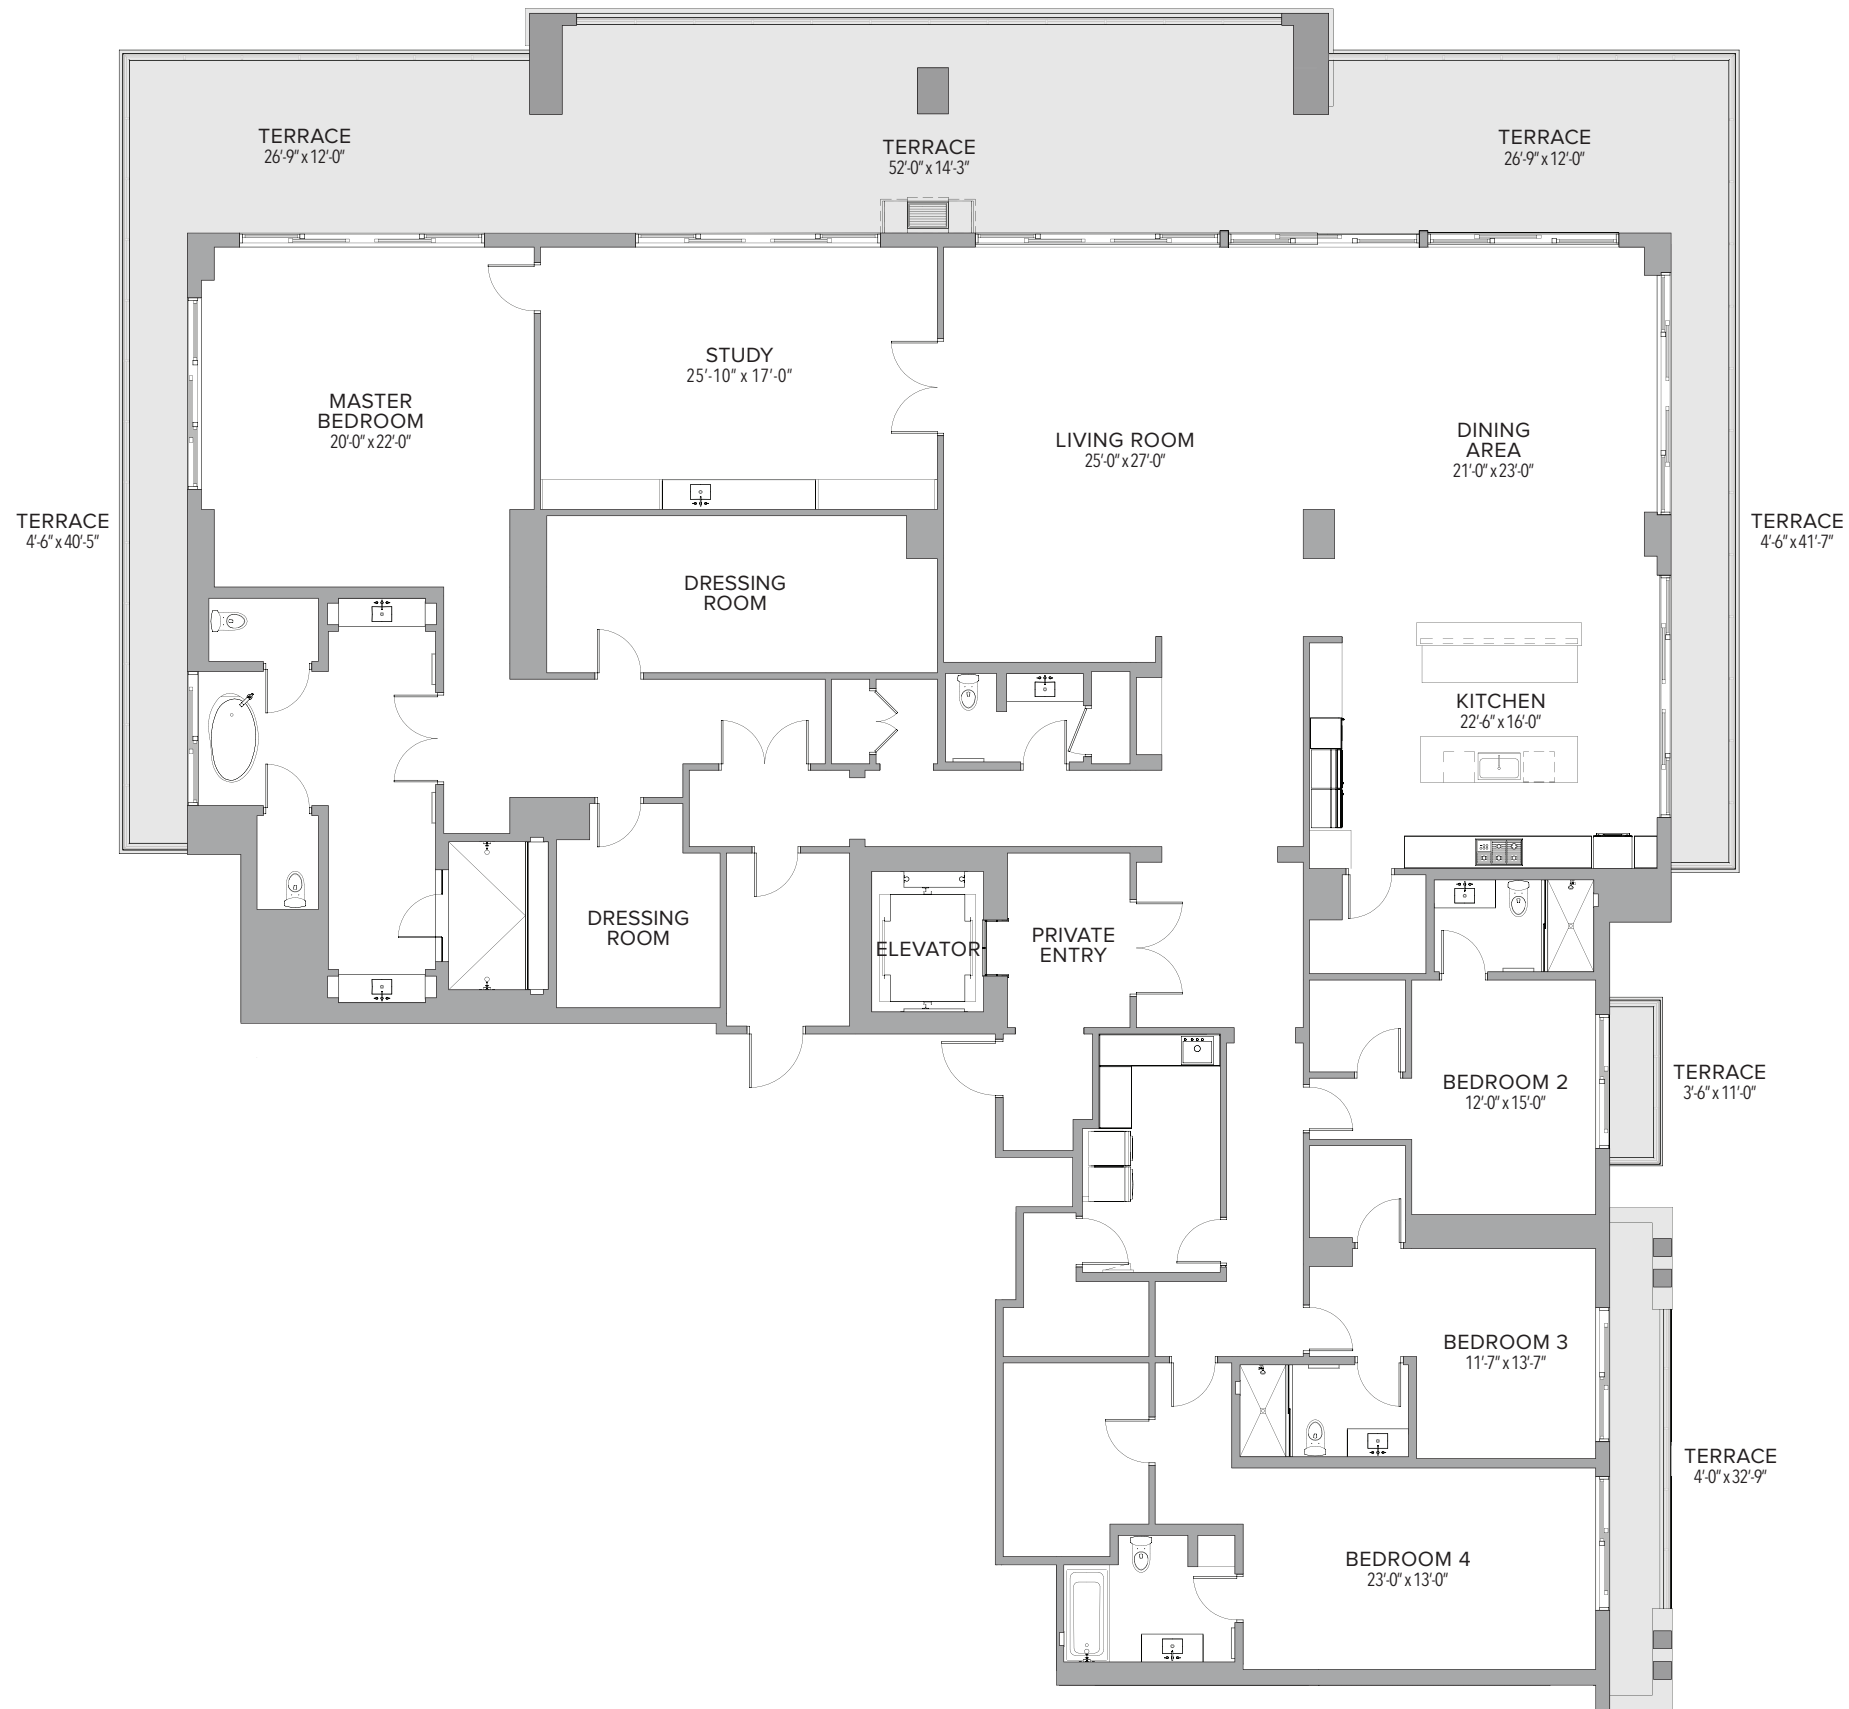 TERRACE
26'-9" x 12'-0"
TERRACE
52'-0" x 14'-3"
TERRACE
26'-9" x 12'-0"
STUDY
25'-10" x 17'-0"
MASTER
BEDROOM
20'-0" x 22'-0"
LIVING ROOM
25'-0" x 27'-0"
DINING
AREA
21'-0" x 23'-0"
TERRACE
4'-6" x 40'-5"
TERRACE
4'-6" x 41'-7"
DRESSING
ROOM
KITCHEN
22'-6" x 16'-0"
DRESSING
ROOM
ELEVATOR
PRIVATE
ENTRY
BEDROOM 2
12'-0" x 15'-0"
TERRACE
3'-6" x 11'-0"
BEDROOM 3
11'-7" x 13'-7"
TERRACE
4'-0" x 32'-9"
BEDROOM 4
23'-0" x 13'-0"